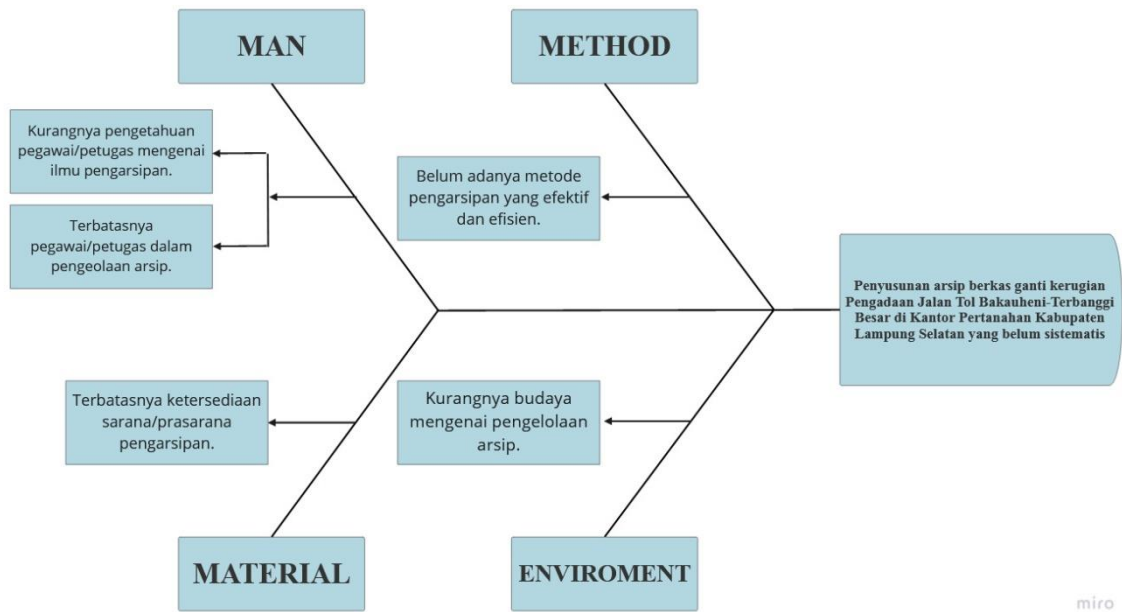 MAN
METHOD
Kurangnya pengetahuan
pegawai/petugas mengenai
ilmu pengarsipan.
Terbatasnya
pegawai/petugas dalam
pengeolaan arsip.
Belum adanya metode
pengarsipan yang efektif
dan efisien.
Penyusunan arsip berkas ganti kerugian
Pengadaan Jalan Tol Bakauheni-Terbanggi
Besar di Kantor Pertanahan Kabupaten
Lampung Selatan yang belum sistematis
Terbatasnya ketersediaan
sarana/prasarana
pengarsipan.
Kurangnya budaya
mengenai pengelolaan
arsip.
MATERIAL
ENVIROMENT
miro